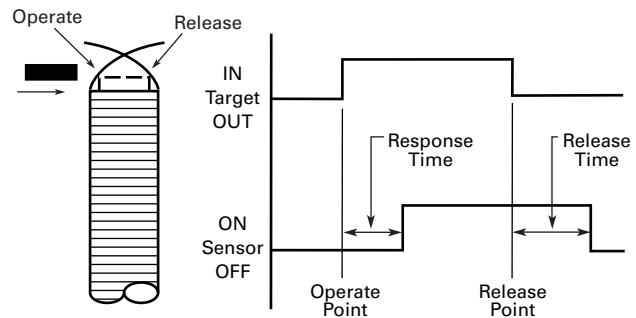 Operate
Release
IN
Target
OUT
Response
Time
Release
Time
ON
Sensor
OFF
Operate
Point
Release
Point